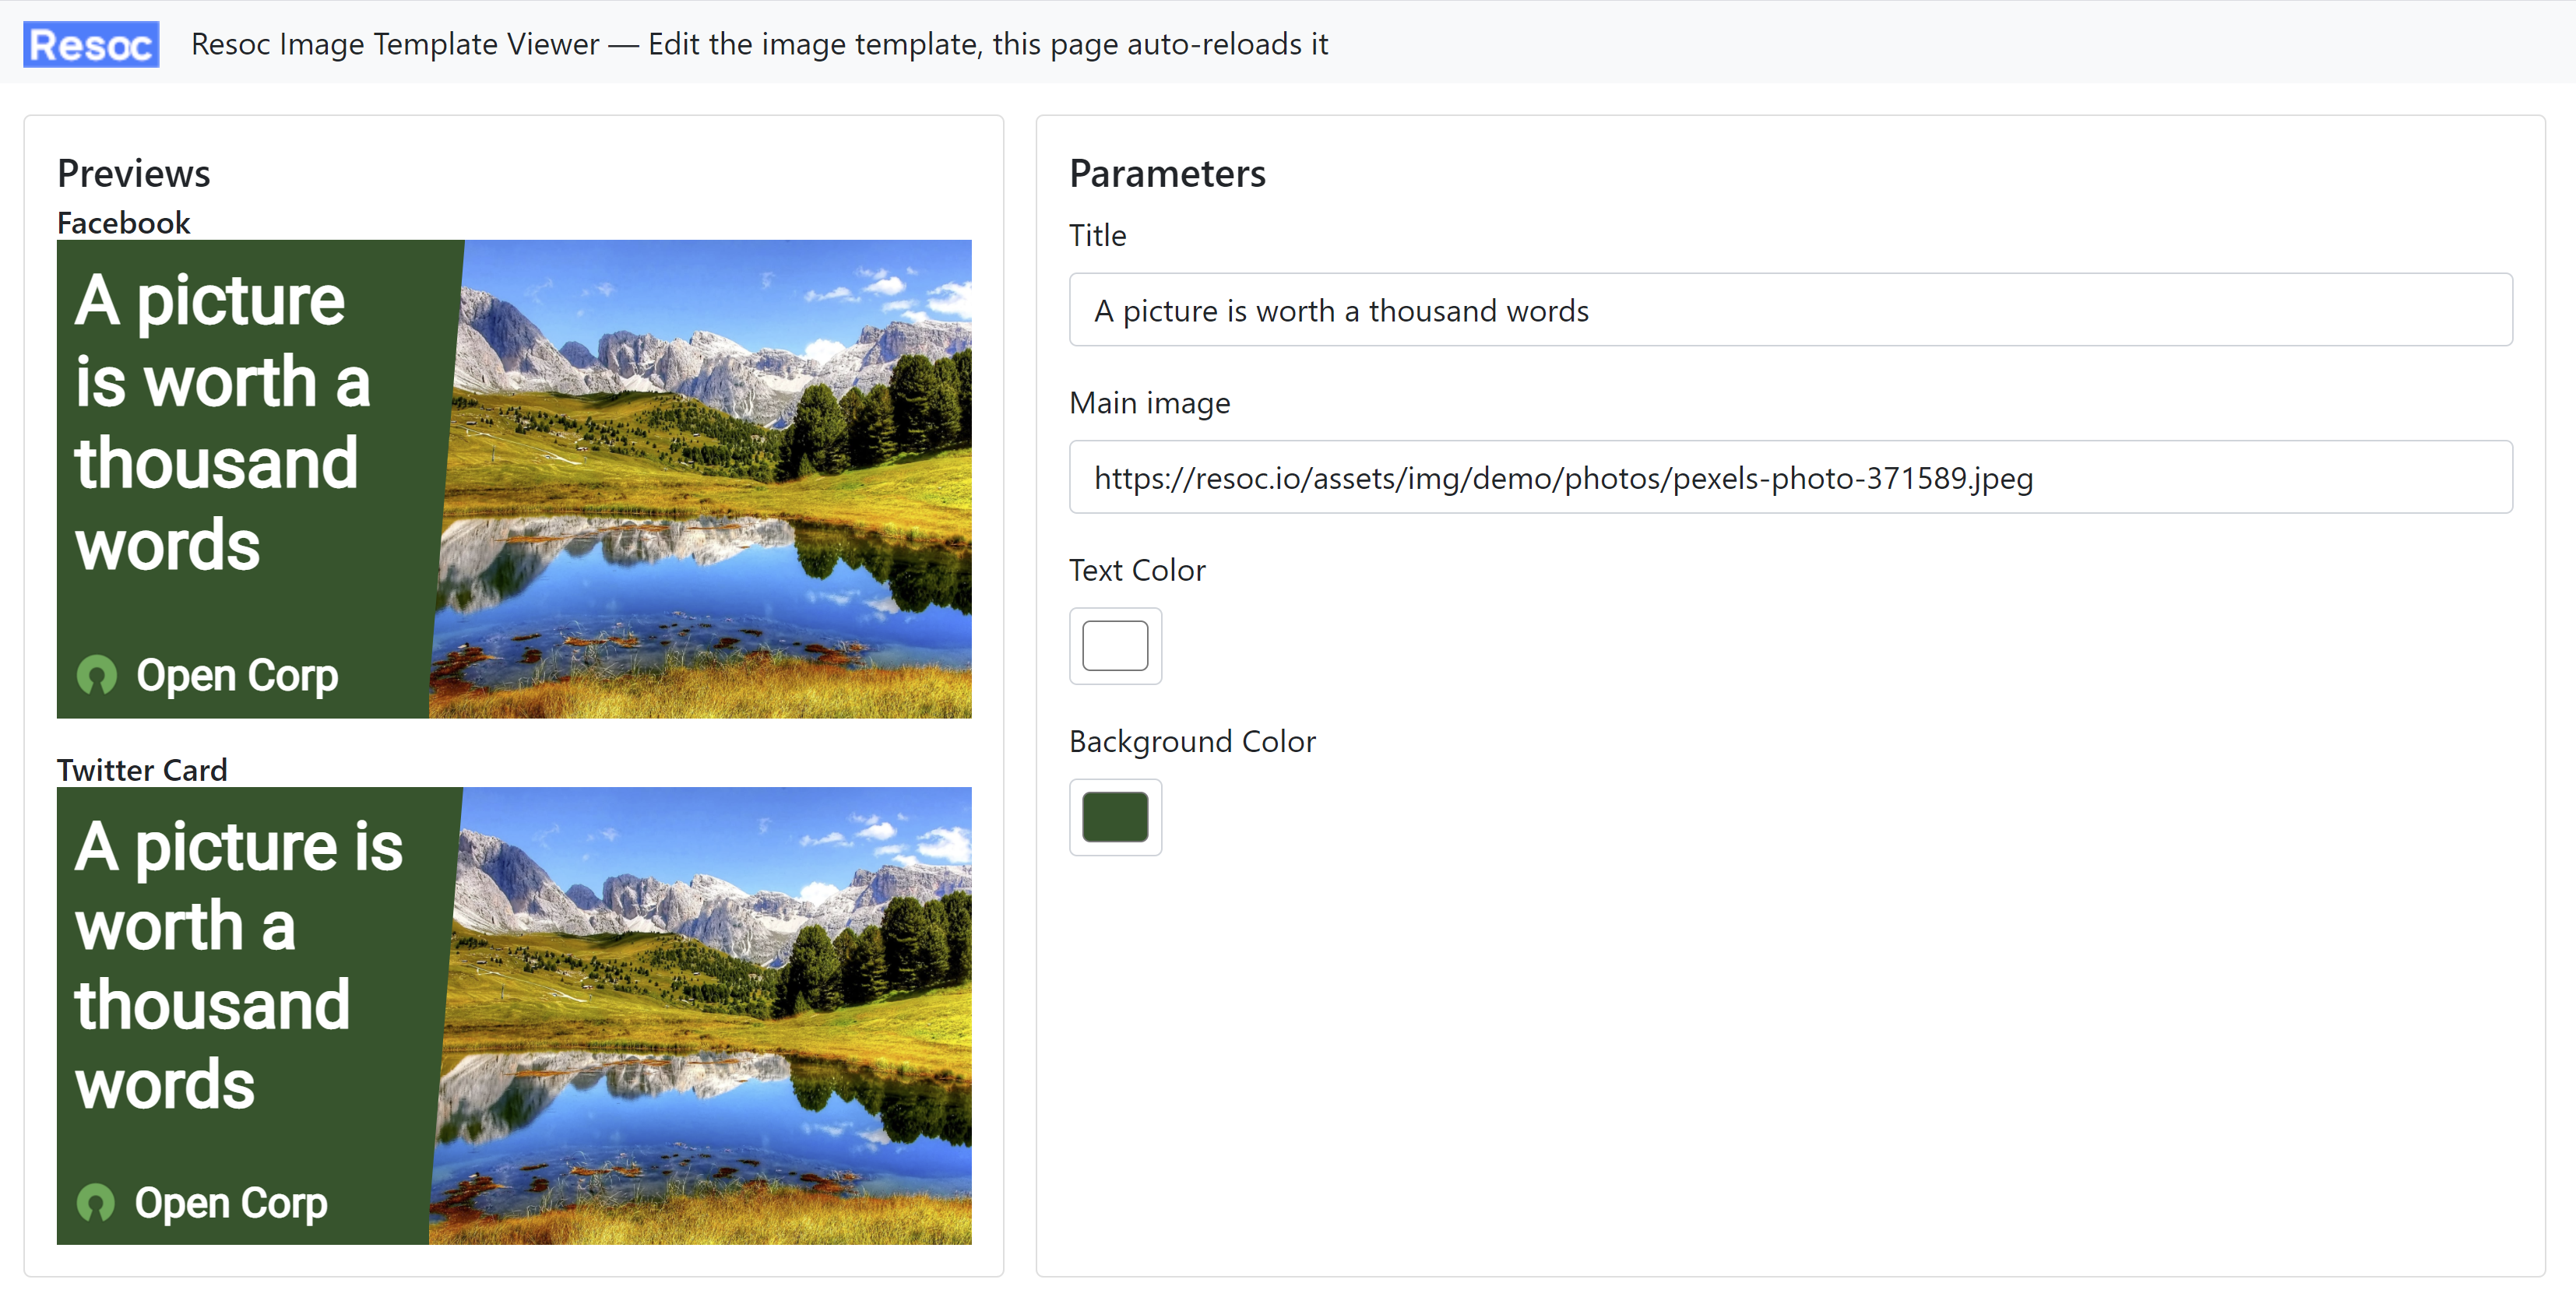 Resoc
Resoc Image Template Viewer — Edit the image template, this page auto-reloads it
Previews
Facebook
A picture
is worth a
thousand
words
Open Corp
Twitter Card
A picture is
worth a
thousand
words
Open Corp
Parameters
Title
A picture is worth a thousand words
Main image
https://resoc.io/assets/img/demo/photos/pexels-photo-371589.jpeg
Text Color
Background Color